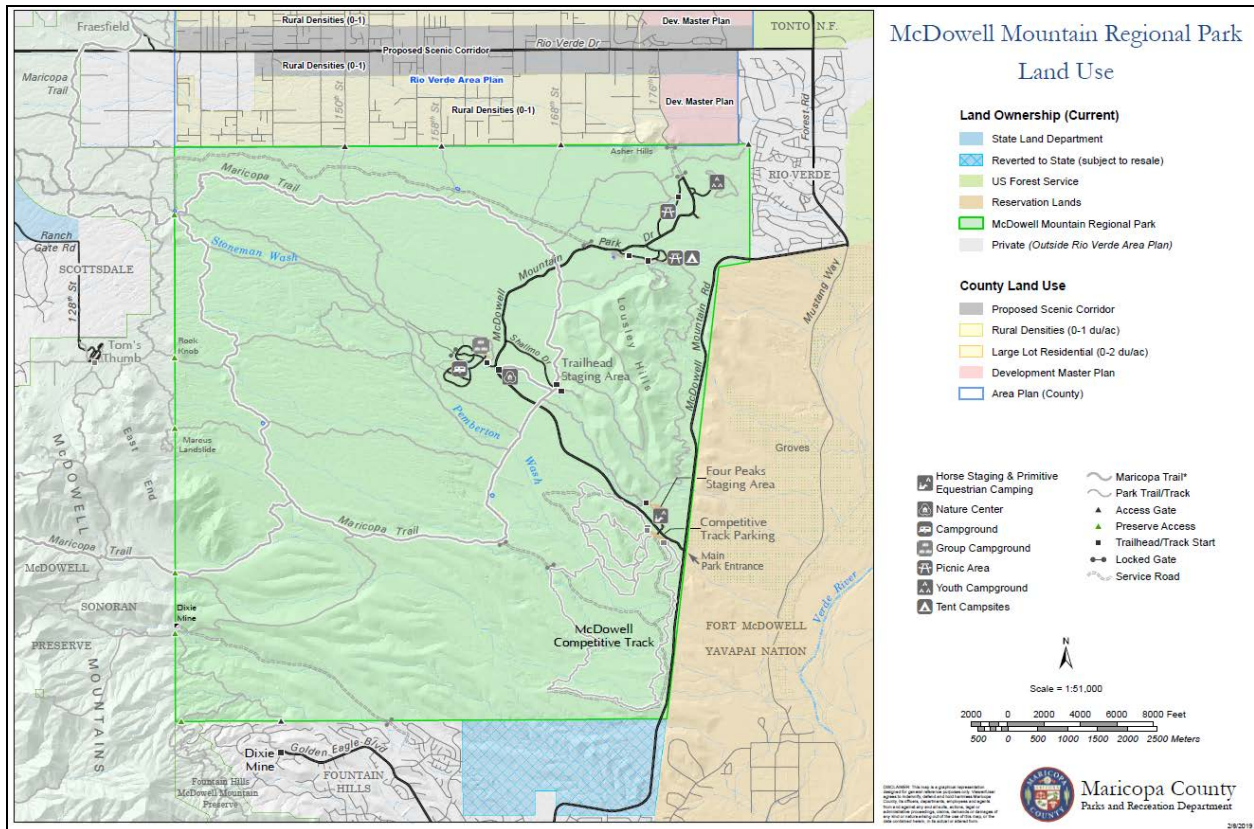 McDowell Mountain Regional Park
Land Use
Land Ownership (Current)
State Land Department
Reverted to State (subject to resale)
US Forest Service
Reservation Lands
McDowell Mountain Regional Park
Private (Outside Rio Verde Area Plan)
County Land Use
Proposed Scenic Corridor
Rural Densities (0-1 du/ac)
Large Lot Residential (0-2 du/ac)
Development Master Plan
Area Plan (County)
Horse Staging & Primitive
Equestrian Camping
Nature Center
Campground
Group Campground
Picnic Area
Youth Campground
Tent Campsites
Maricopa Trail*
Park Trail/Track
Access Gate
Preserve Access
Trailhead/Track Start
Locked Gate
Service Road
N
Scale = 1:51,000
2000 0 2000 4000 6000 8000 Feet
500 0 500 1000 1500 2000 2500 Meters
Maricopa County
Parks and Recreation Department
2/8/2019
Fraesfield
Rural Densities (0-1)
Dev. Master Plan
TONTO N.F.
Proposed Scenic Corridor
Rio Verde Dr
Rural Densities (0-1)
Rio Verde Area Plan
Maricopa
Trail
150th St
158th St
168th St
176th St
Rural Densities (0-1)
Dev. Master Plan
Forest Rd
Asher Hills
RIO VERDE
Maricopa Trail
Ranch
Gate Rd
SCOTTSDALE
128th St
Stoneman Wash
McDowell Mountain Park Dr
Lousley Hills
McDowell Mountain Rd
Mustang Way
Tom's
Thumb
Rook
Knob
Stellmo Dr
Trailhead
Staging Area
Pemberton
Wash
Marcus
Landslide
East End
Groves
Four Peaks
Staging Area
Competitive
Track Parking
Main
Park Entrance
Maricopa Trail
Maricopa Trail
McDOWELL
SONORAN
PRESERVE
McDOWELL
MOUNTAINS
Dixie
Mine
McDowell
Competitive Track
FORT McDOWELL
YAVAPAI NATION
Verde River
Dixie
Mine
Golden Eagle Blvd
FOUNTAIN
HILLS
Fountain Hills
McDowell Mountain
Preserve